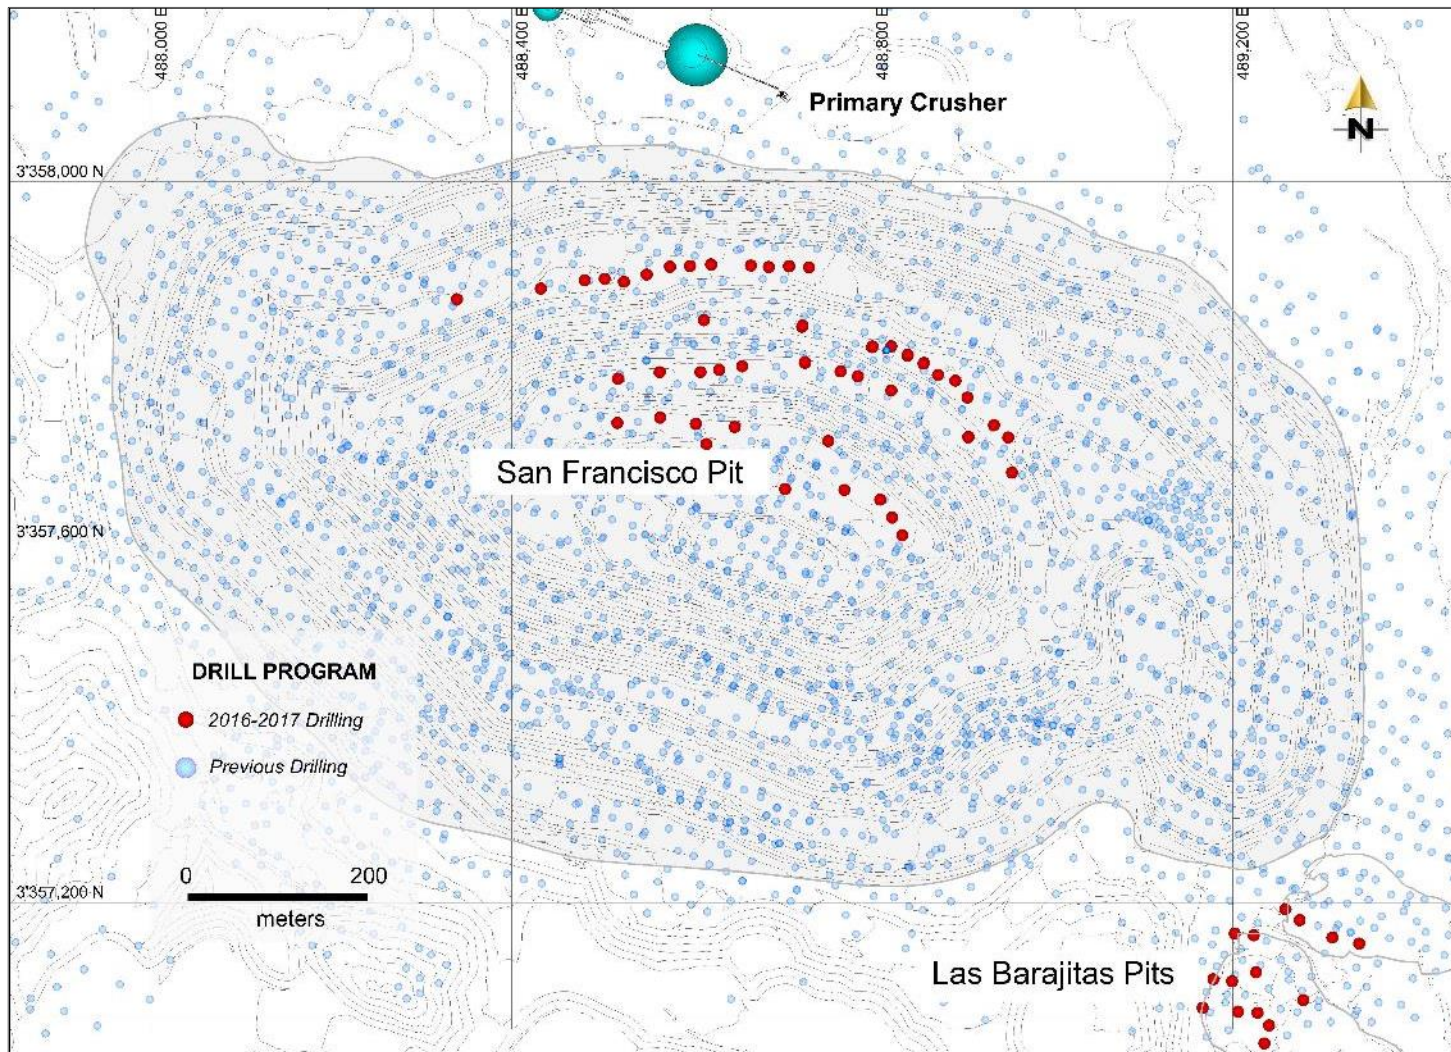 488,000 E
488,400 E
488,800 E
489,200 E
Primary Crusher
N
3'358,000 N
San Francisco Pit
3'357,600 N
DRILL PROGRAM
2016-2017 Drilling
Previous Drilling
0 200
meters
3'357,200 N
Las Barajitas Pits